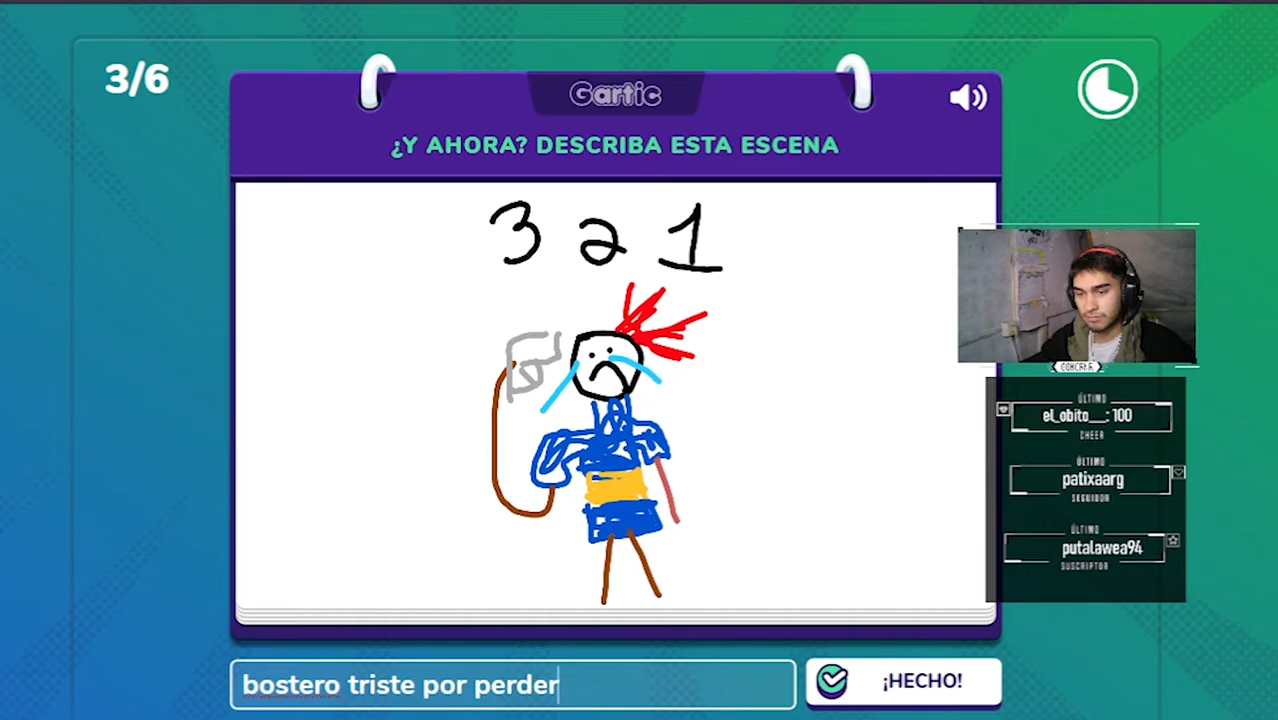 3/6
Gartic
¿Y AHORA? DESCRIBA ESTA ESCENA
3 2 1
ÚLTIMO
el_obito__: 100
CHEER
ÚLTIMO
patixaarg
SEGUIDOR
ÚLTIMO
putalawea94
SUSCRIPTOR
bostero triste por perder
¡HECHO!